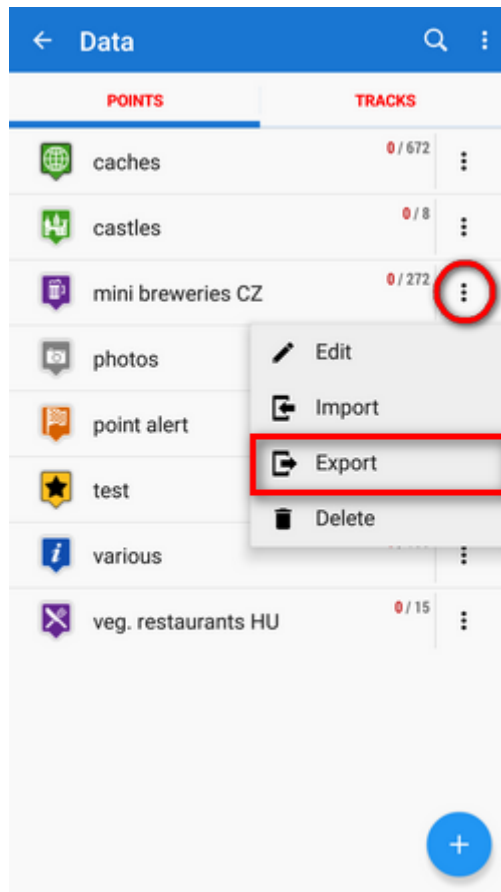 Data
POINTS TRACKS
caches 0 / 672
castles 0 / 8
mini breweries CZ 0 / 272
photos
Edit
Import
point alert
Export
test
Delete
various
veg. restaurants HU 0 / 15